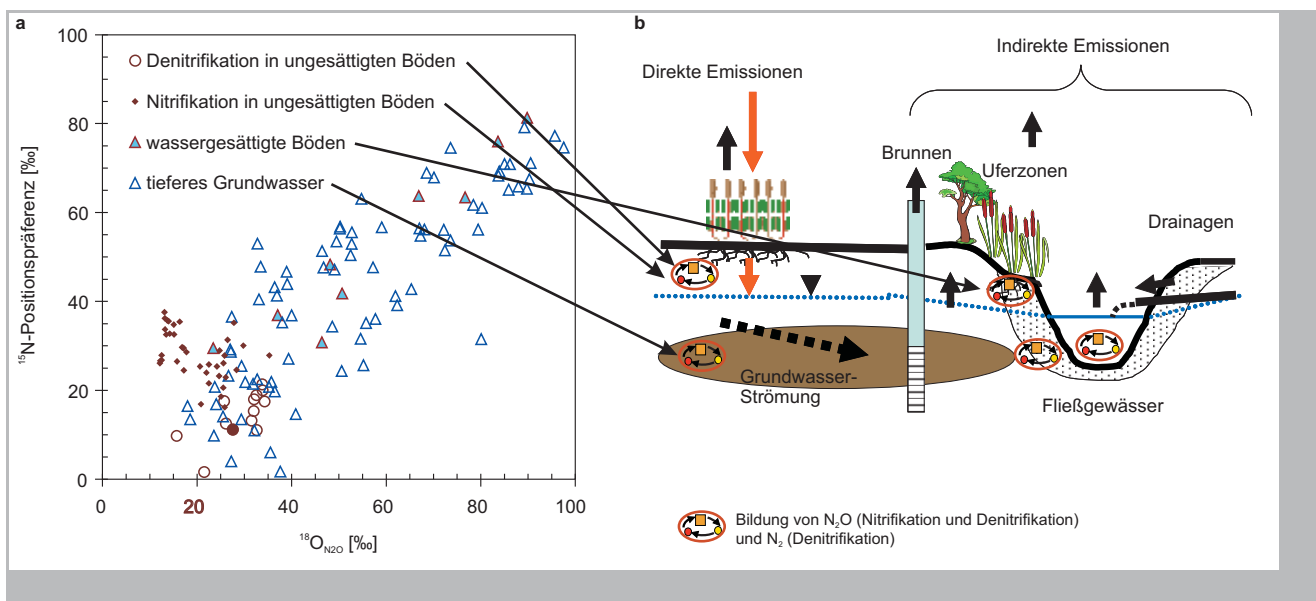 a
100
80
60
40
20
0
¹⁵N-Positionspräferenz [‰]
Denitrifikation in ungesättigten Böden
Nitrifikation in ungesättigten Böden
wassergesättigte Böden
tieferes Grundwasser
0
20
40
60
80
100
¹⁸O_N2O [‰]
b
Indirekte Emissionen
Direkte Emissionen
Brunnen
Uferzonen
Drainagen
Grundwasser-
Strömung
Fließgewässer
Bildung von N₂O (Nitrifikation und Denitrifikation)
und N₂ (Denitrifikation)